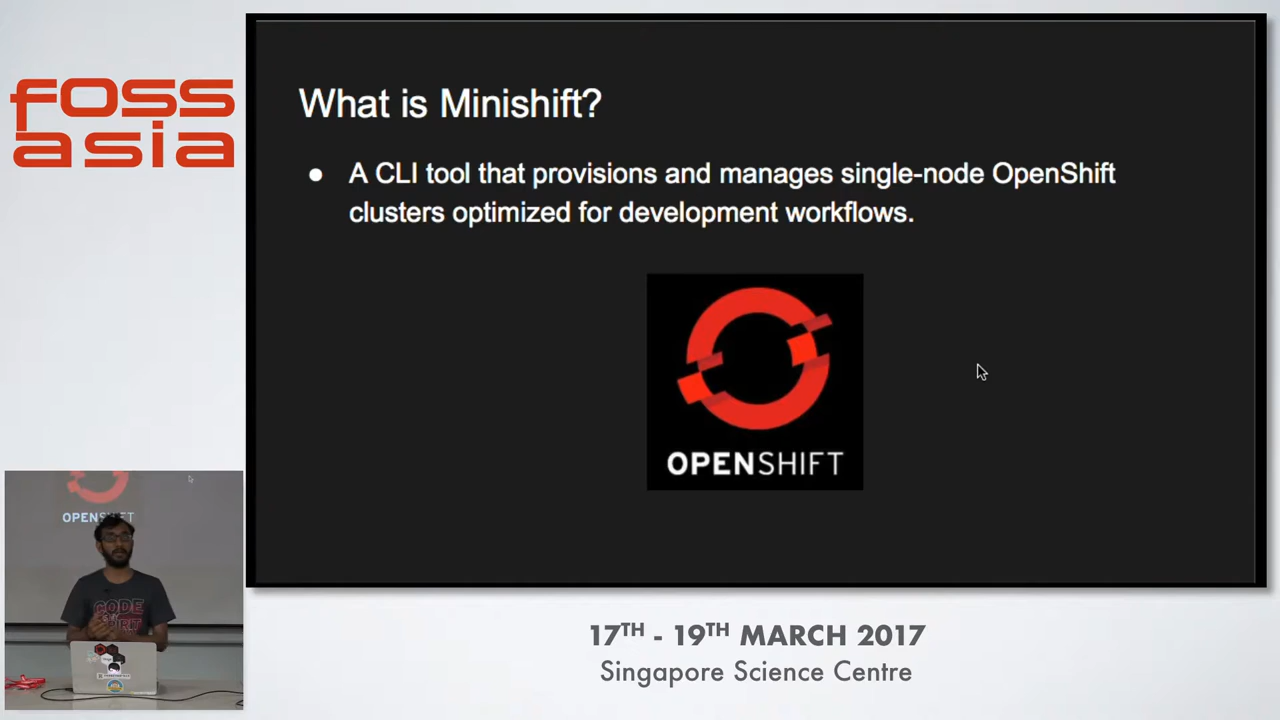 foss
asia
What is Minishift?
● A CLI tool that provisions and manages single-node OpenShift
clusters optimized for development workflows.
OPENSHIFT
OPENSHIFT
CODE
17TH - 19TH MARCH 2017
Singapore Science Centre